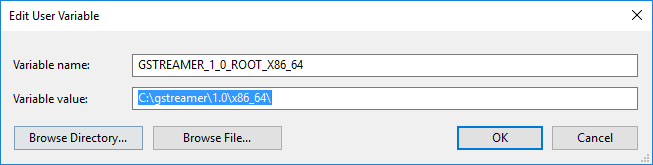 Edit User Variable
Variable name: GSTREAMER_1_0_ROOT_X86_64
Variable value: C:\gstreamer\1.0\x86_64\
Browse Directory... Browse File... OK Cancel